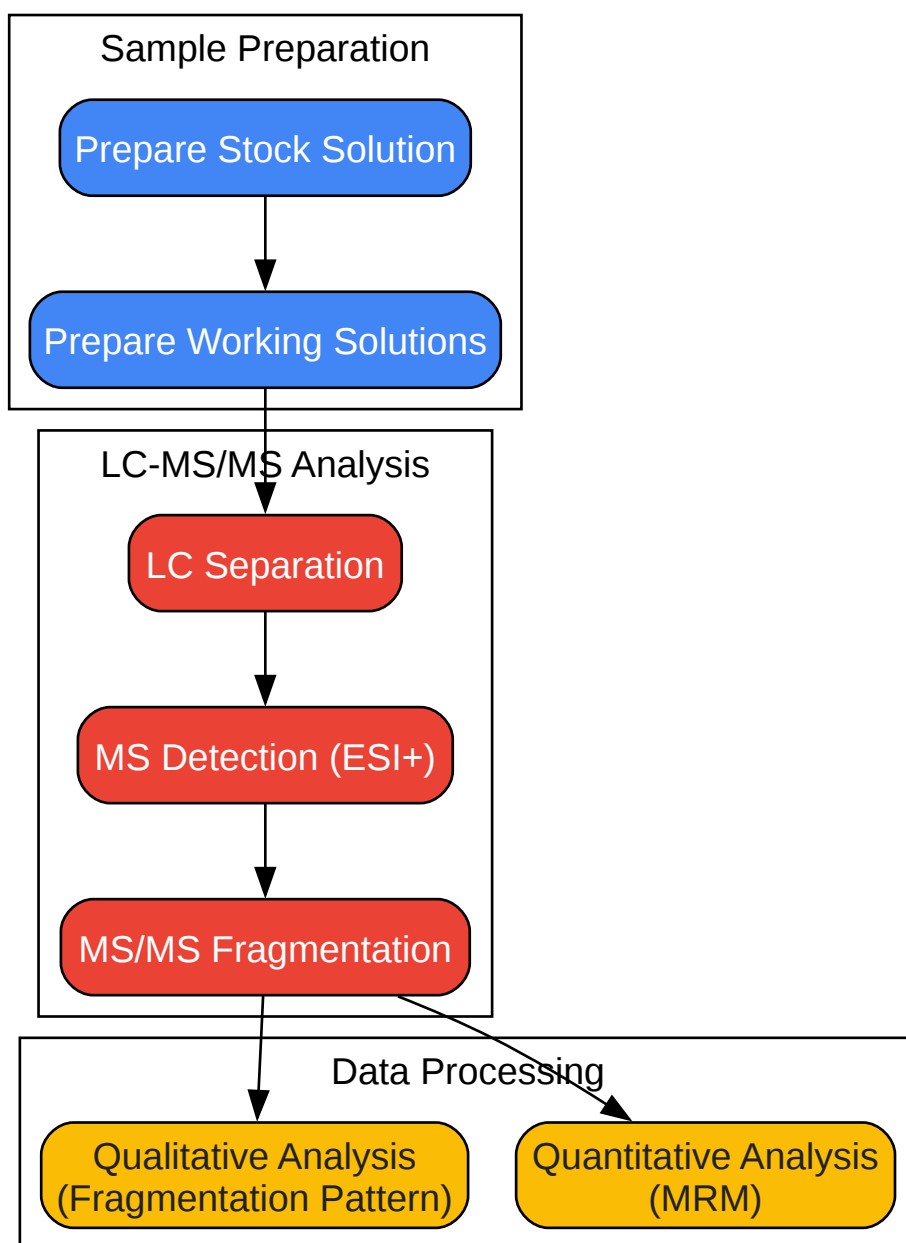 Sample Preparation
Prepare Stock Solution
Prepare Working Solutions
LC-MS/MS Analysis
LC Separation
MS Detection (ESI+)
MS/MS Fragmentation
Data Processing
Qualitative Analysis
(Fragmentation Pattern)
Quantitative Analysis
(MRM)